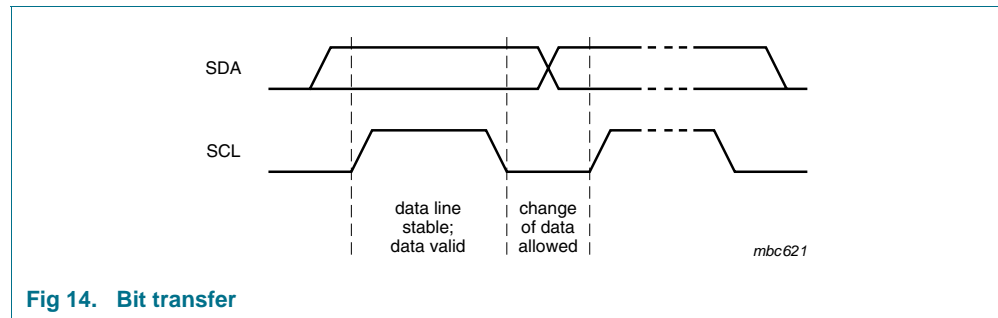 SDA
SCL
data line
stable;
data valid
change
of data
allowed
mbc621
Fig 14. Bit transfer